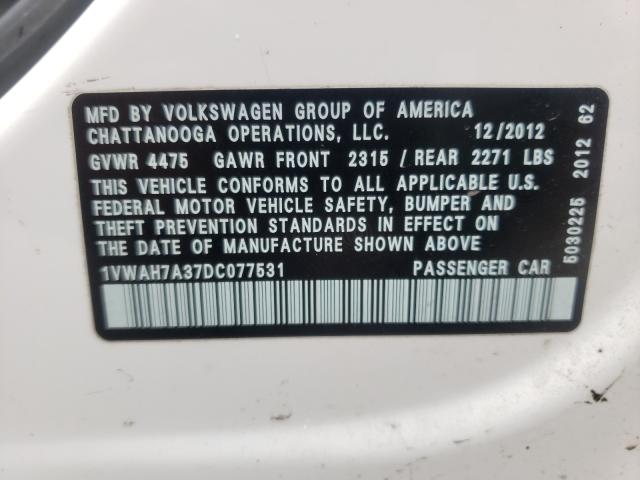 MFD BY VOLKSWAGEN GROUP OF AMERICA
CHATTANOOGA OPERATIONS, LLC. 12/2012
GVWR 4475 GAWR FRONT 2315 / REAR 2271 LBS
THIS VEHICLE CONFORMS TO ALL APPLICABLE U.S.
FEDERAL MOTOR VEHICLE SAFETY, BUMPER AND
THEFT PREVENTION STANDARDS IN EFFECT ON
THE DATE OF MANUFACTURE SHOWN ABOVE
1VWAH7A37DC077531 PASSENGER CAR
5030225 2012 62